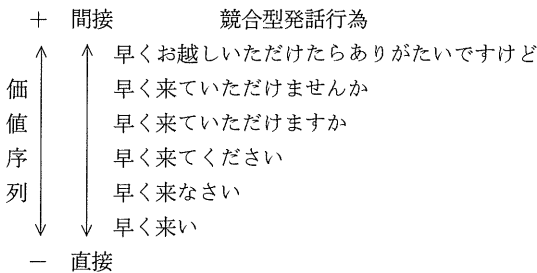 + 間接 競合型発話行為
早くお越しいただけたらありがたいですけど
早く来ていただけませんか
早く来ていただけますか
早く来てください
早く来なさい
早く来い
価値序列
− 直接